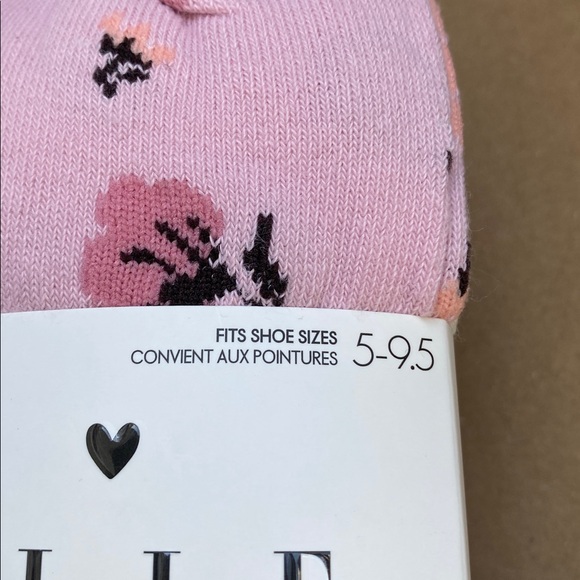 FITS SHOE SIZES
CONVIENT AUX POINTURES 5-9.5